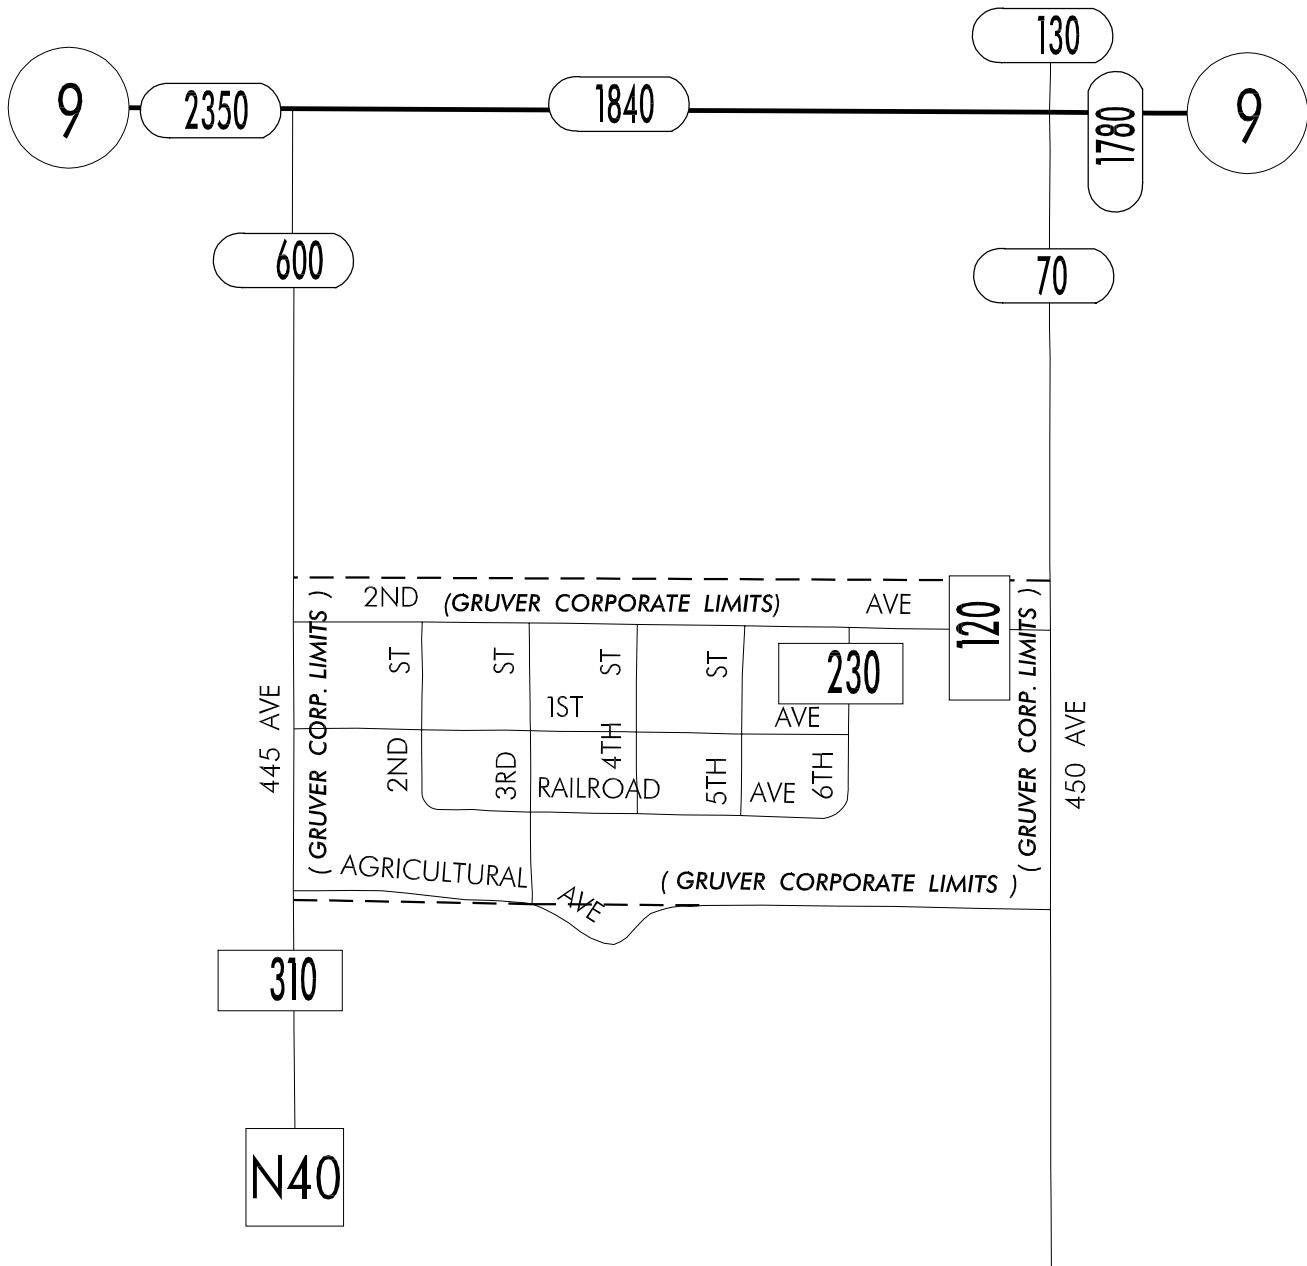 130
9
2350
1840
1780
9
600
70
2ND (GRUVER CORPORATE LIMITS) AVE
120
( GRUVER CORP. LIMITS )
( GRUVER CORP. LIMITS )
ST
ST
ST
ST
230
445 AVE
450 AVE
1ST AVE
2ND
3RD
4TH
5TH
6TH
RAILROAD AVE
AGRICULTURAL AVE
( GRUVER CORPORATE LIMITS )
310
N40